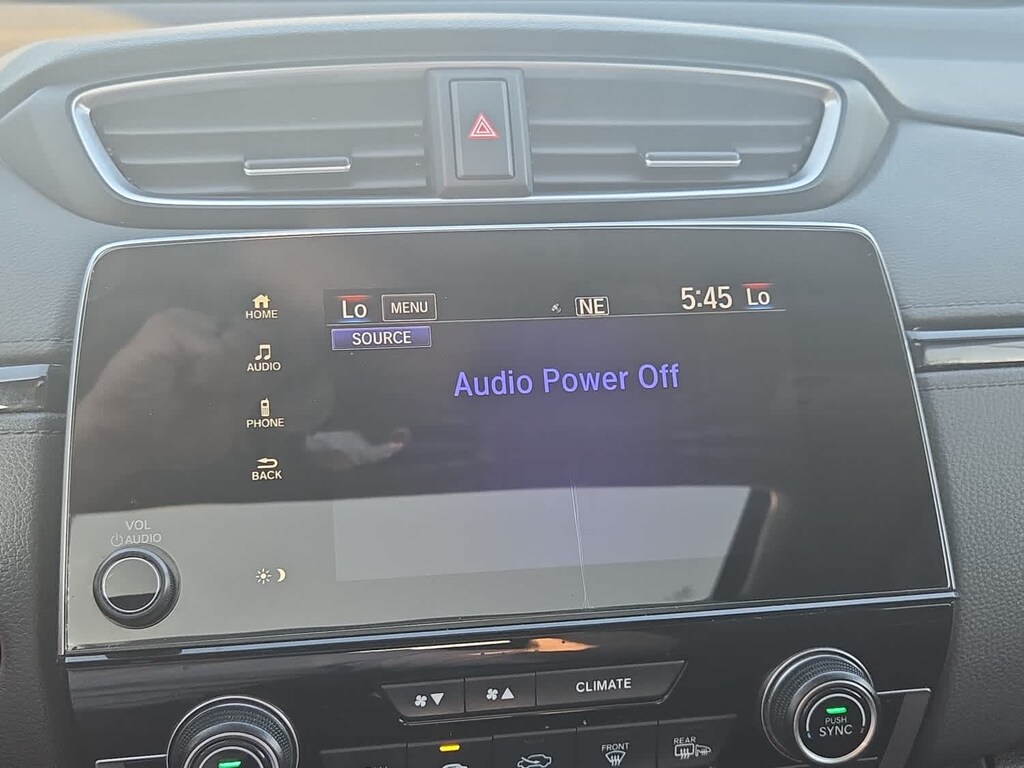 HOME
Lo MENU NE 5:45 Lo
SOURCE
AUDIO
Audio Power Off
PHONE
BACK
VOL
AUDIO
CLIMATE
PUSH
SYNC
FRONT
REAR